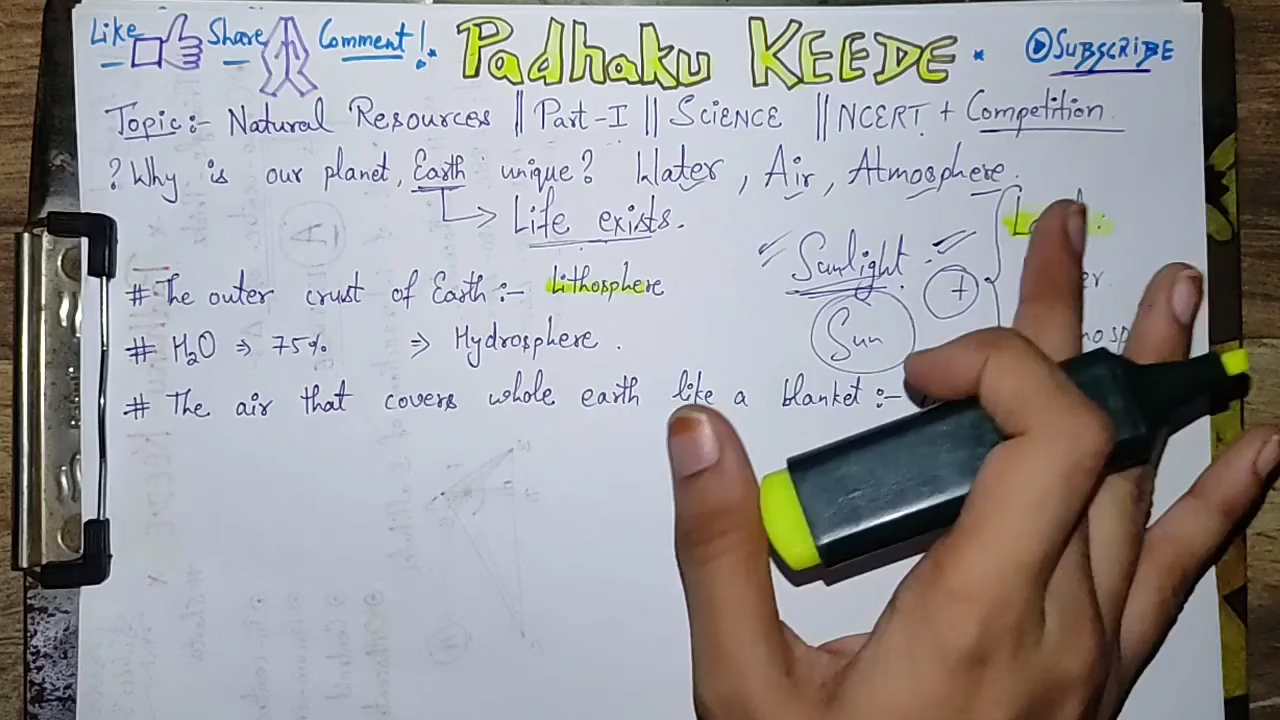 Like Share Comment! Padhaku KEEDE SUBSCRIBE
Topic:- Natural Resources || Part-I || SCIENCE || NCERT + Competition.
? Why is our planet, Earth unique? Water, Air, Atmosphere.
Life exists.
Sunlight.
+
Sun
# The outer crust of Earth :- Lithosphere
# H₂O ⇒ 75% ⇒ Hydrosphere.
# The air that covers whole earth like a blanket :-